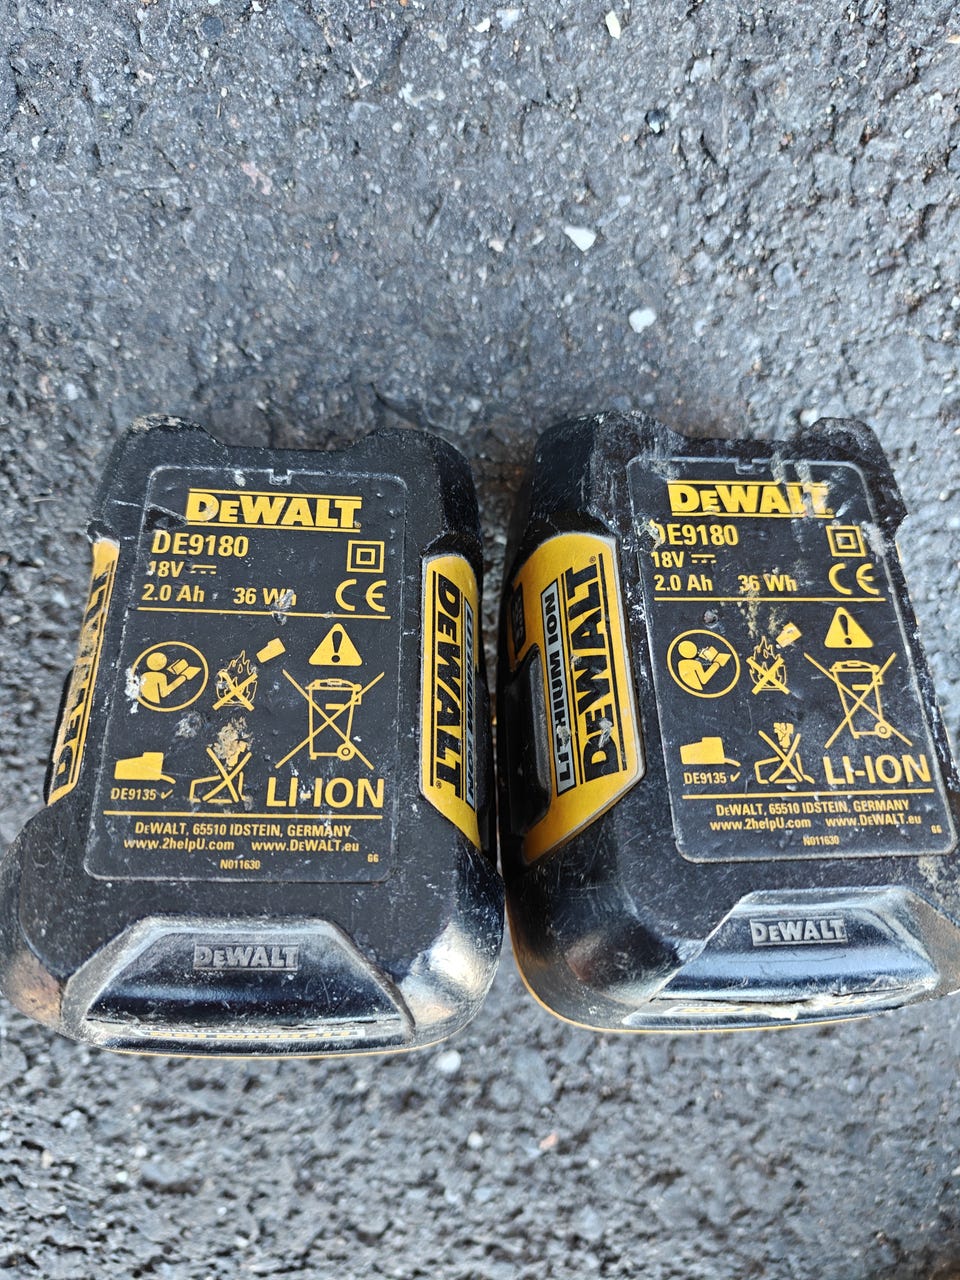 DEWALT
DE9180
18V
2.0 Ah 36 Wh
CE
DE9135
LI-ION
DEWALT, 65510 IDSTEIN, GERMANY
www.2helpU.com www.DEWALT.eu
N011630
66
DEWALT
DEWALT
DEWALT
DE9180
18V
2.0 Ah 36 Wh
CE
DE9135
LI-ION
DEWALT, 65510 IDSTEIN, GERMANY
www.2helpU.com www.DEWALT.eu
N011630
66
DEWALT
DEWALT
LITHIUM ION